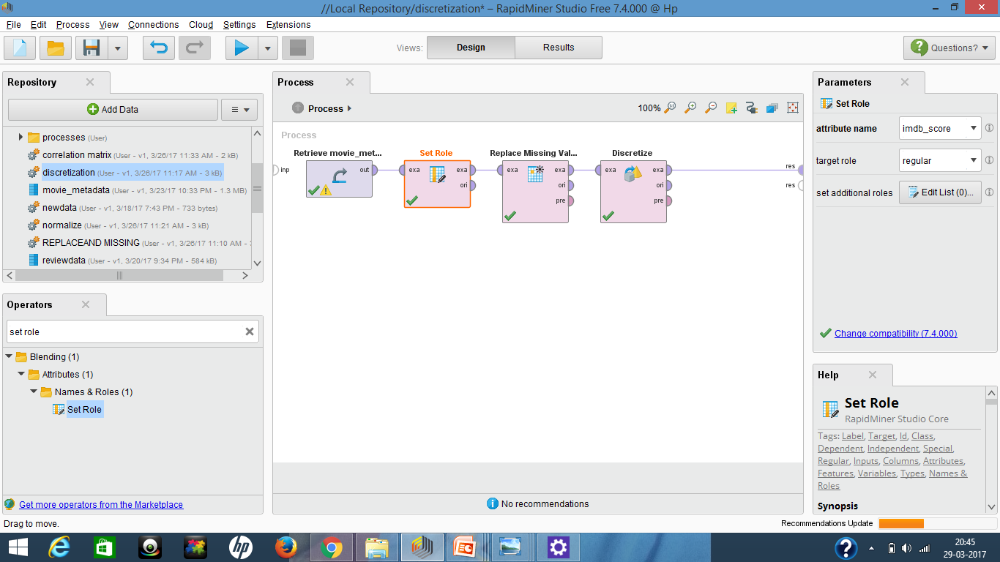 //Local Repository/discretization* – RapidMiner Studio Free 7.4.000 @ Hp
File Edit Process View Connections Cloud Settings Extensions
Views: Design Results
Questions?
Repository
Add Data
processes (User)
correlation matrix (User - v1, 3/26/17 11:33 AM - 2 kB)
discretization (User - v1, 3/26/17 11:17 AM - 3 kB)
movie_metadata (User - v1, 3/23/17 10:33 PM - 1.3 MB)
newdata (User - v1, 3/18/17 7:43 PM - 733 bytes)
normalize (User - v1, 3/26/17 11:21 AM - 3 kB)
REPLACEAND MISSING (User - v1, 3/26/17 11:10 AM -
reviewdata (User - v1, 3/20/17 9:34 PM - 584 kB)
Operators
set role
Blending (1)
Attributes (1)
Names & Roles (1)
Set Role
Get more operators from the Marketplace
Drag to move.
Process
Process
100%
Process
inp
Retrieve movie_met...
out
Set Role
exa exa
ori
Replace Missing Val...
exa exa
ori
pre
Discretize
exa exa
ori
pre
res
res
No recommendations
Parameters
Set Role
attribute name imdb_score
target role regular
set additional roles Edit List (0)...
Change compatibility (7.4.000)
Help
Set Role
RapidMiner Studio Core
Tags: Label, Target, Id, Class,
Dependent, Independent, Special,
Regular, Inputs, Columns, Attributes,
Features, Variables, Types, Names &
Roles
Synopsis
Recommendations Update
hp
20:45
29-03-2017